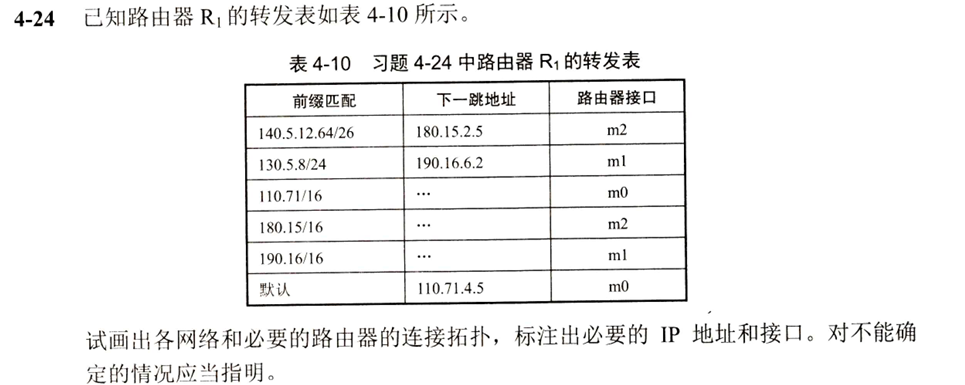 4-24 已知路由器 R₁ 的转发表如表 4-10 所示。
表 4-10 习题 4-24 中路由器 R₁ 的转发表
前缀匹配 下一跳地址 路由器接口
140.5.12.64/26 180.15.2.5 m2
130.5.8/24 190.16.6.2 m1
110.71/16 … m0
180.15/16 … m2
190.16/16 … m1
默认 110.71.4.5 m0
试画出各网络和必要的路由器的连接拓扑，标注出必要的 IP 地址和接口。对不能确
定的情况应当指明。